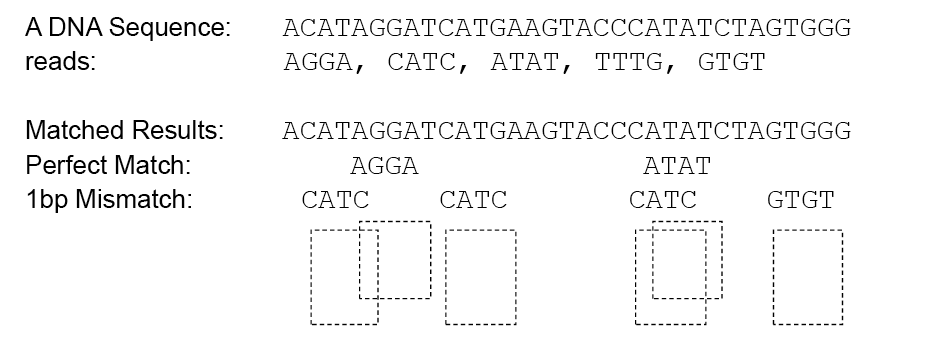 A DNA Sequence: ACATAGGATCATGAAGTACCCATATCTAGTGGG
reads: AGGA, CATC, ATAT, TTTG, GTGT
Matched Results: ACATAGGATCATGAAGTACCCATATCTAGTGGG
Perfect Match: AGGA ATAT
1bp Mismatch: CATC CATC CATC GTGT